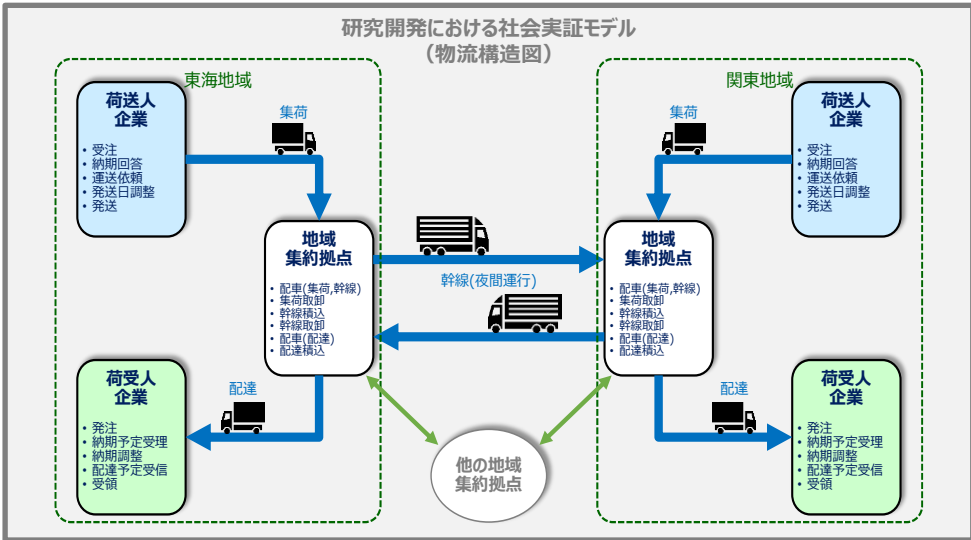 研究開発における社会実証モデル
（物流構造図）
東海地域
荷送人
企業
• 受注
• 納期回答
• 運送依頼
• 発送日調整
• 発送
集荷
地域
集約拠点
• 配車(集荷,幹線)
• 集荷取卸
• 幹線積込
• 幹線取卸
• 配車(配達)
• 配達積込
荷受人
企業
• 発注
• 納期予定受理
• 納期調整
• 配達予定受信
• 受領
配達
幹線(夜間運行)
他の地域
集約拠点
関東地域
集荷
荷送人
企業
• 受注
• 納期回答
• 運送依頼
• 発送日調整
• 発送
地域
集約拠点
• 配車(集荷,幹線)
• 集荷取卸
• 幹線積込
• 幹線取卸
• 配車(配達)
• 配達積込
配達
荷受人
企業
• 発注
• 納期予定受理
• 納期調整
• 配達予定受信
• 受領